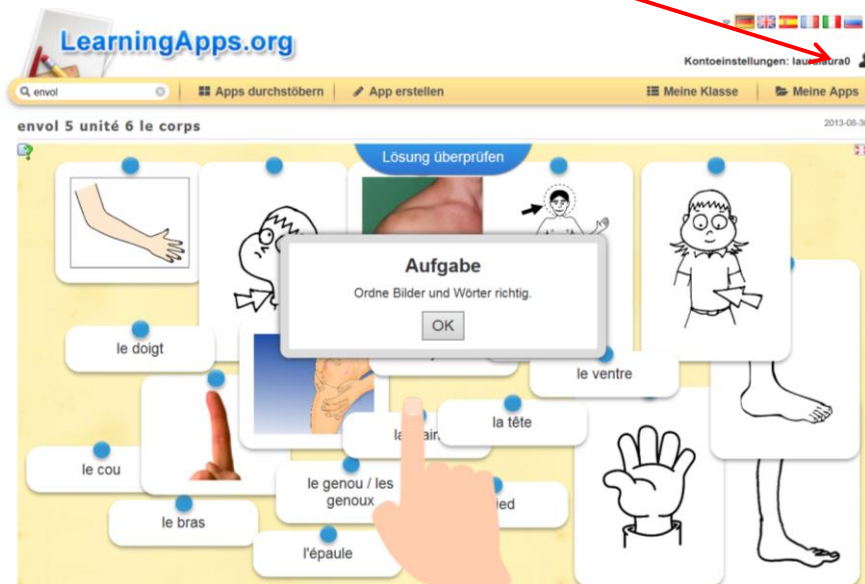 LearningApps.org
Kontoeinstellungen: lauralaura0
envol
Apps durchstöbern
App erstellen
Meine Klasse
Meine Apps
envol 5 unité 6 le corps
Lösung überprüfen
Aufgabe
Ordne Bilder und Wörter richtig.
OK
le doigt
le ventre
la tête
le cou
le genou / les
genoux
le bras
l'épaule